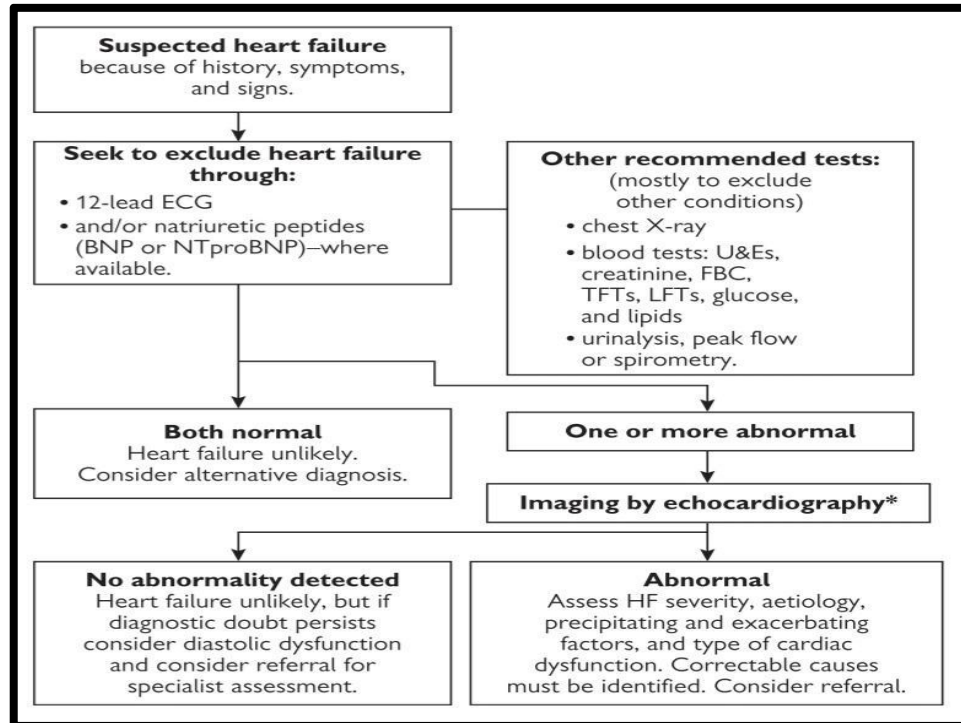 Suspected heart failure
because of history, symptoms,
and signs.
Seek to exclude heart failure
through:
• 12-lead ECG
• and/or natriuretic peptides
(BNP or NTproBNP)–where
available.
Other recommended tests:
(mostly to exclude
other conditions)
• chest X-ray
• blood tests: U&Es,
creatinine, FBC,
TFTs, LFTs, glucose,
and lipids
• urinalysis, peak flow
or spirometry.
Both normal
Heart failure unlikely.
Consider alternative diagnosis.
One or more abnormal
Imaging by echocardiography*
No abnormality detected
Heart failure unlikely, but if
diagnostic doubt persists
consider diastolic dysfunction
and consider referral for
specialist assessment.
Abnormal
Assess HF severity, aetiology,
precipitating and exacerbating
factors, and type of cardiac
dysfunction. Correctable causes
must be identified. Consider referral.